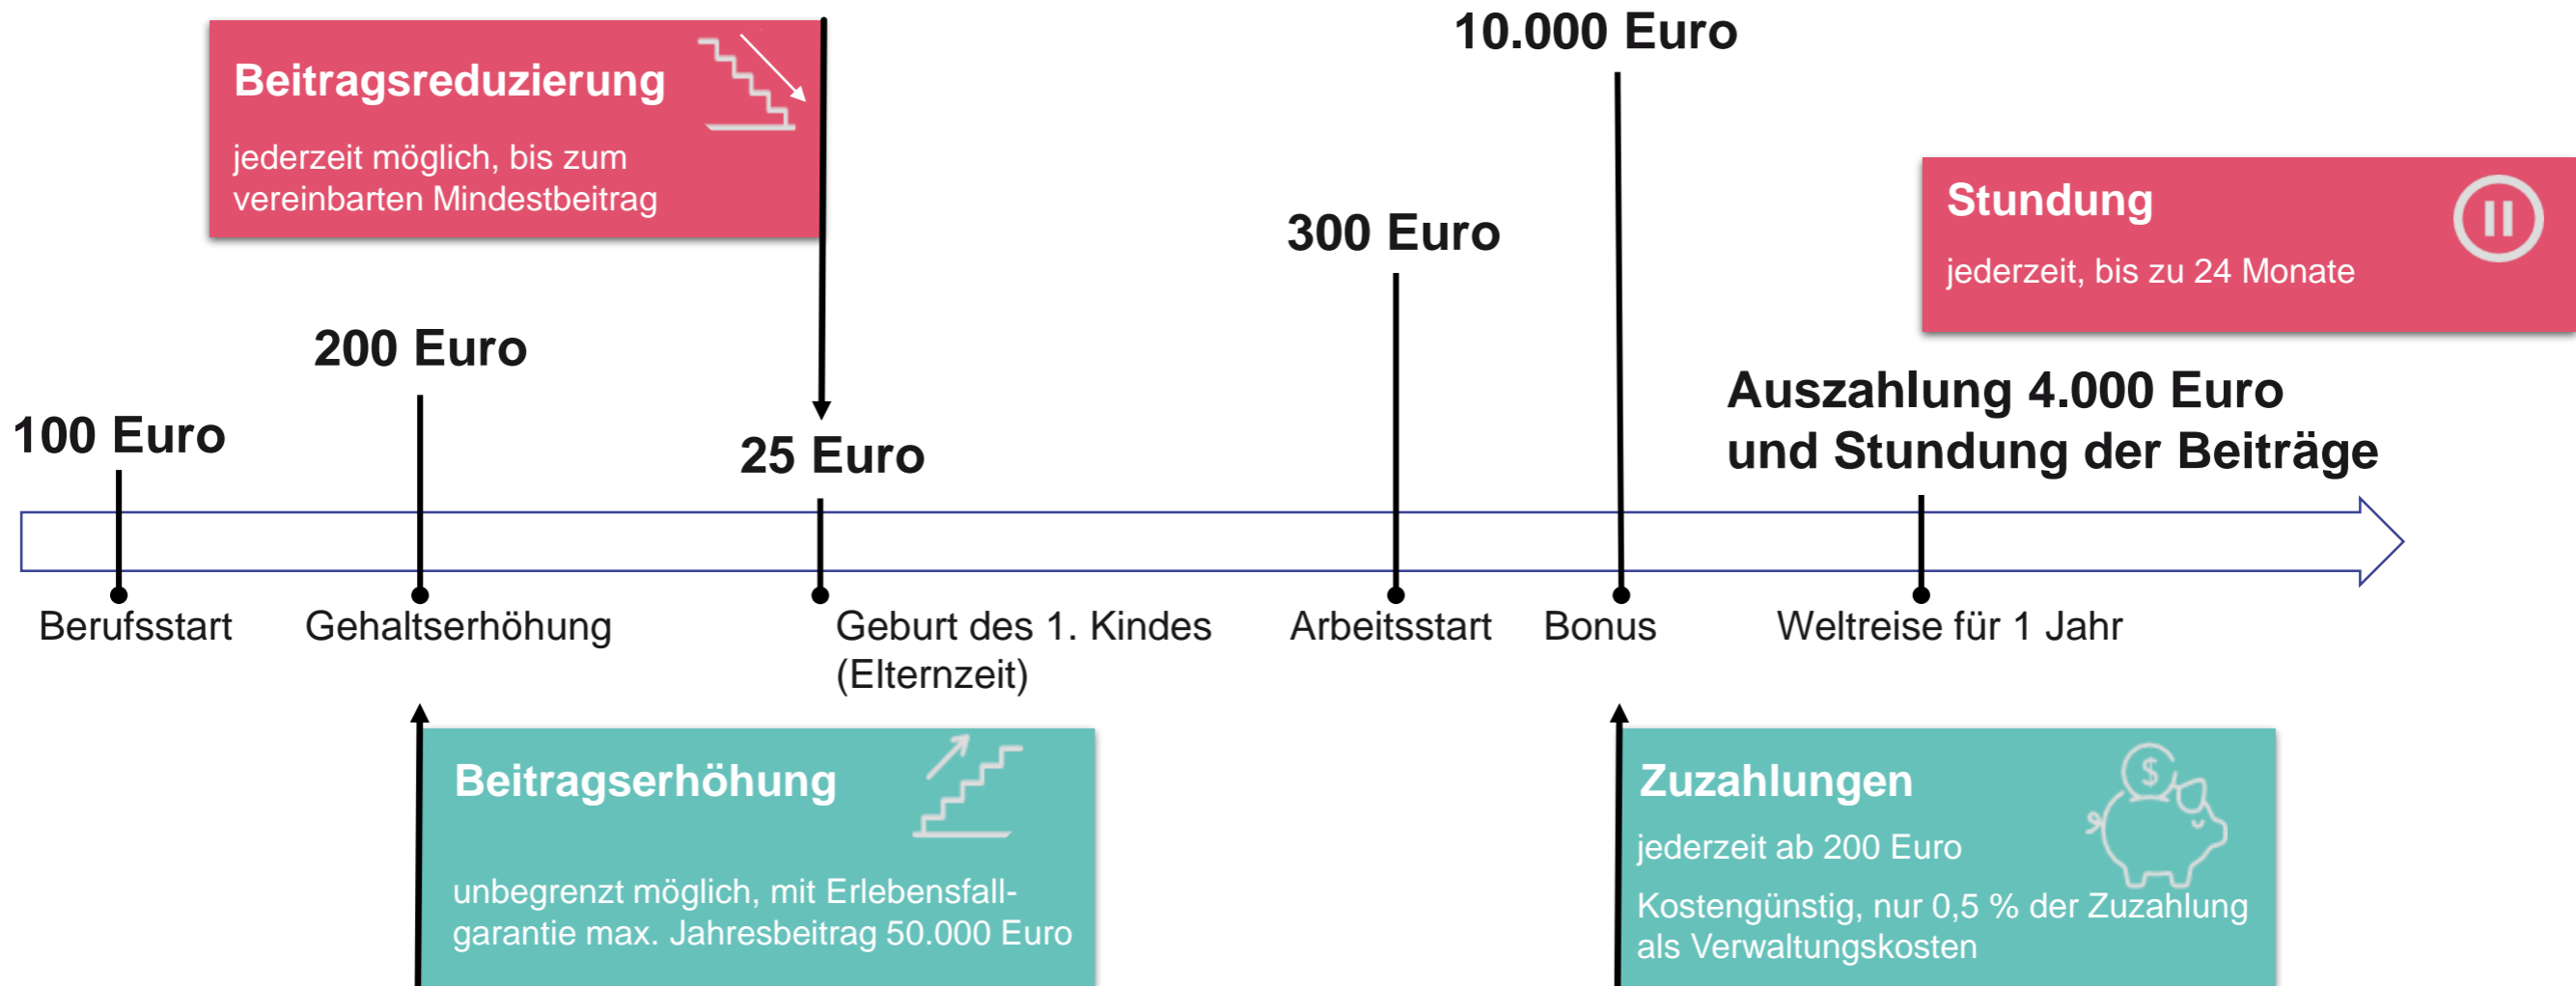 Beitragsreduzierung
jederzeit möglich, bis zum
vereinbarten Mindestbeitrag
10.000 Euro
Stundung
jederzeit, bis zu 24 Monate
300 Euro
200 Euro
100 Euro
25 Euro
Auszahlung 4.000 Euro
und Stundung der Beiträge
Berufsstart
Gehaltserhöhung
Geburt des 1. Kindes
(Elternzeit)
Arbeitsstart
Bonus
Weltreise für 1 Jahr
Beitragserhöhung
unbegrenzt möglich, mit Erlebensfall-
garantie max. Jahresbeitrag 50.000 Euro
Zuzahlungen
$
jederzeit ab 200 Euro
Kostengünstig, nur 0,5 % der Zuzahlung
als Verwaltungskosten